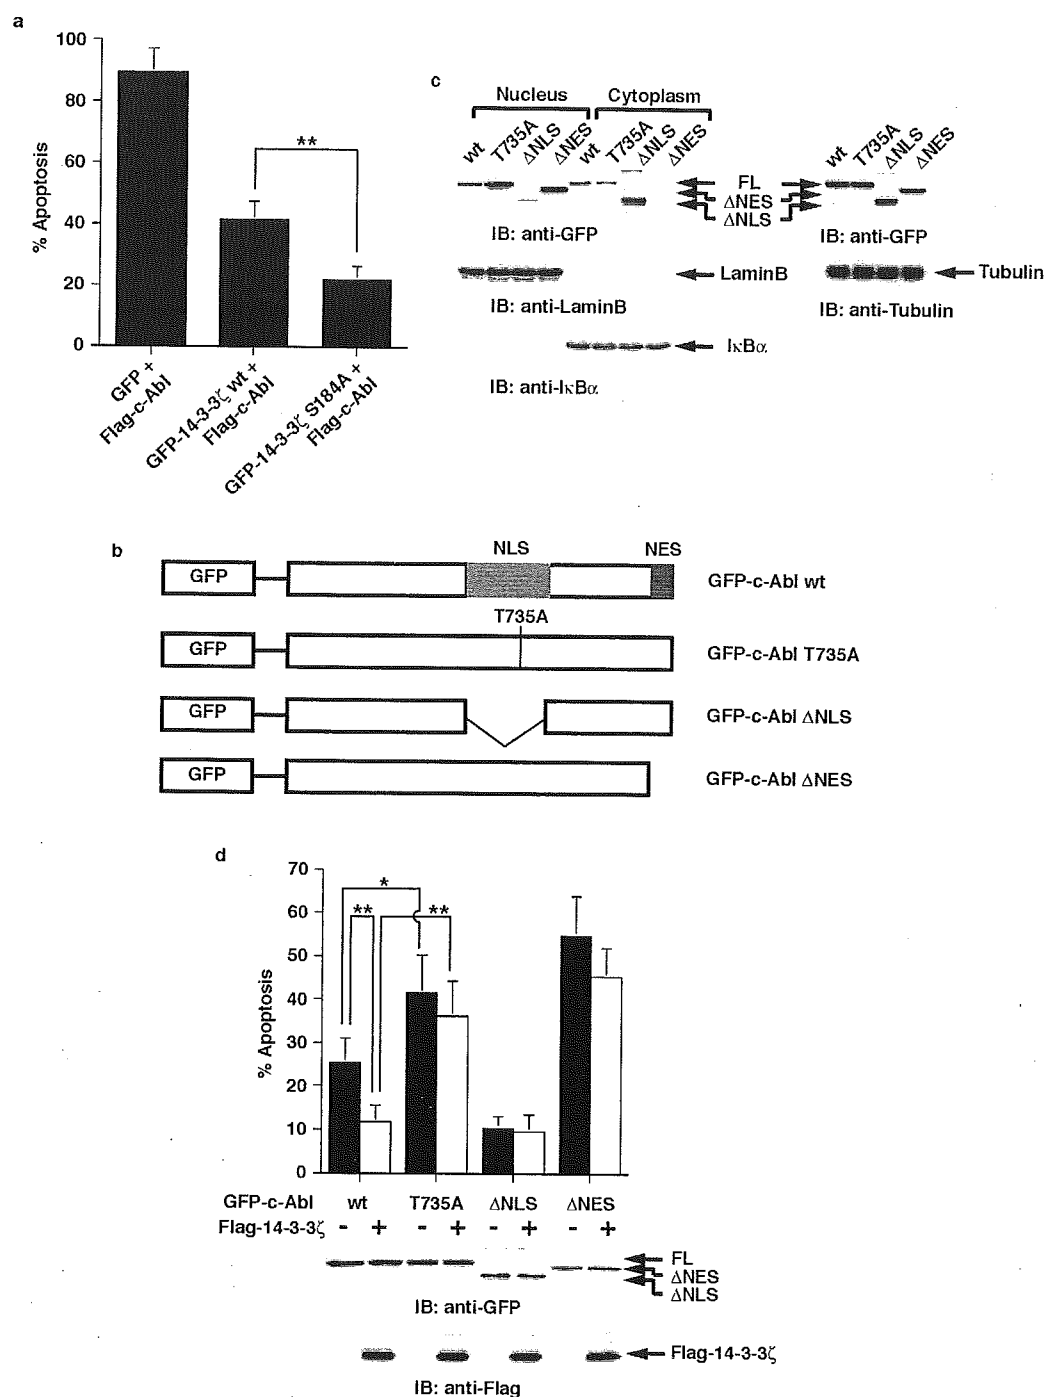 a
100
80
60
40
20
0
% Apoptosis
**
GFP +
Flag-c-Abl
GFP-14-3-3ζ wt +
Flag-c-Abl
GFP-14-3-3ζ S184A +
Flag-c-Abl
c
Nucleus Cytoplasm
wt T735A ΔNLS ΔNES wt T735A ΔNLS ΔNES
wt T735A ΔNLS ΔNES
FL
ΔNES
ΔNLS
IB: anti-GFP
IB: anti-GFP
LaminB
Tubulin
IB: anti-LaminB
IB: anti-Tubulin
IκBα
IB: anti-IκBα
b
NLS NES
GFP GFP-c-Abl wt
T735A
GFP GFP-c-Abl T735A
GFP GFP-c-Abl ΔNLS
GFP GFP-c-Abl ΔNES
d
70
60
50
40
30
20
10
0
% Apoptosis
*
** **
GFP-c-Abl wt T735A ΔNLS ΔNES
Flag-14-3-3ζ - + - + - + - +
FL
ΔNES
ΔNLS
IB: anti-GFP
Flag-14-3-3ζ
IB: anti-Flag